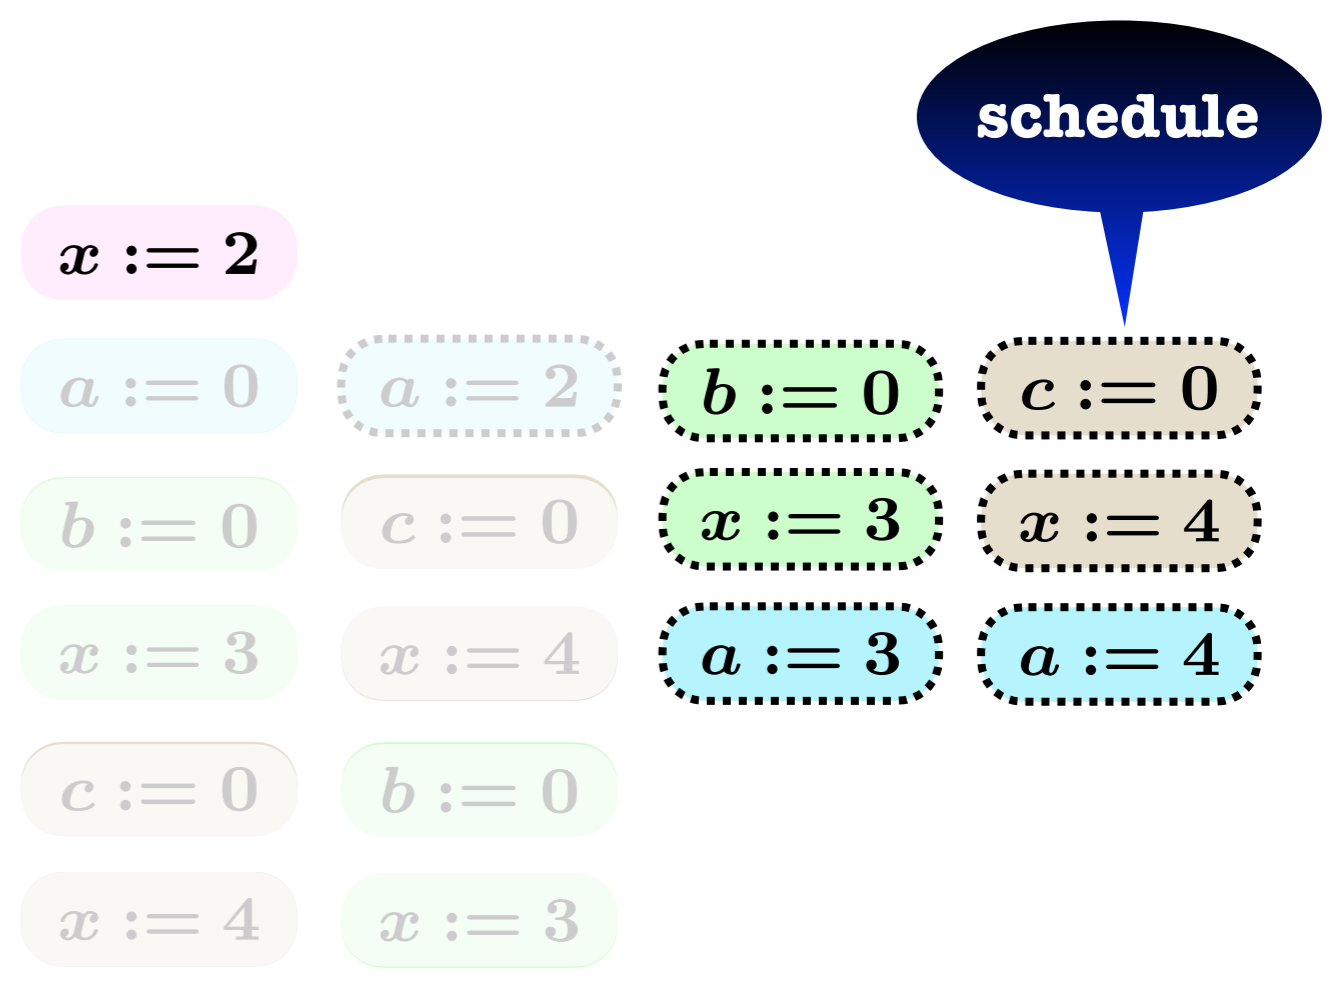 schedule
x := 2
a := 0 a := 2 b := 0 c := 0
b := 0 c := 0 x := 3 x := 4
x := 3 x := 4 a := 3 a := 4
c := 0 b := 0
x := 4 x := 3